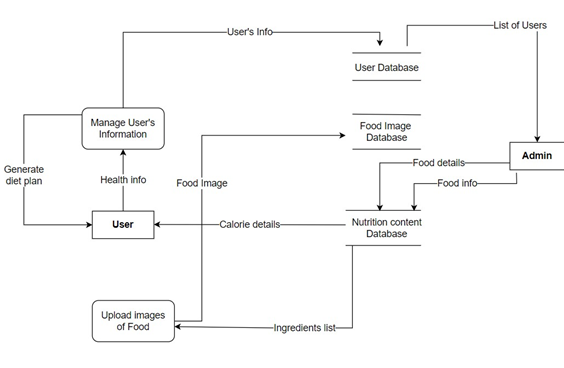 User's Info
List of Users
User Database
Manage User's
Information
Food Image
Database
Admin
Food details
Generate
diet plan
Health info
Food Image
Food info
User
Calorie details
Nutrition content
Database
Upload images
of Food
Ingredients list